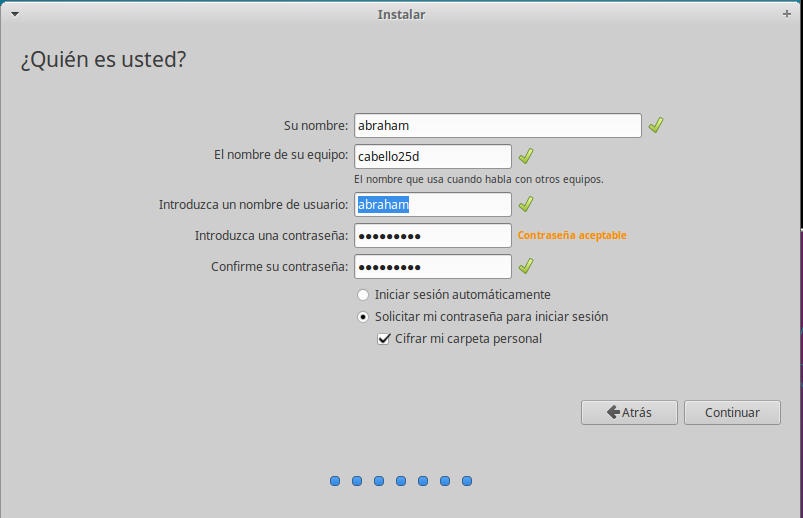 Instalar
¿Quién es usted?
Su nombre: abraham
El nombre de su equipo: cabello25d
El nombre que usa cuando habla con otros equipos.
Introduzca un nombre de usuario: abraham
Introduzca una contraseña: ●●●●●●●●● Contraseña aceptable
Confirme su contraseña: ●●●●●●●●●
Iniciar sesión automáticamente
Solicitar mi contraseña para iniciar sesión
Cifrar mi carpeta personal
Atrás Continuar